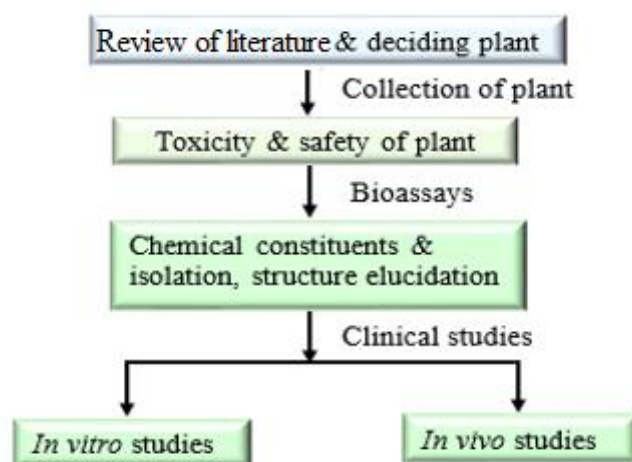 Review of literature & deciding plant
Collection of plant
Toxicity & safety of plant
Bioassays
Chemical constituents &
isolation, structure elucidation
Clinical studies
In vitro studies
In vivo studies